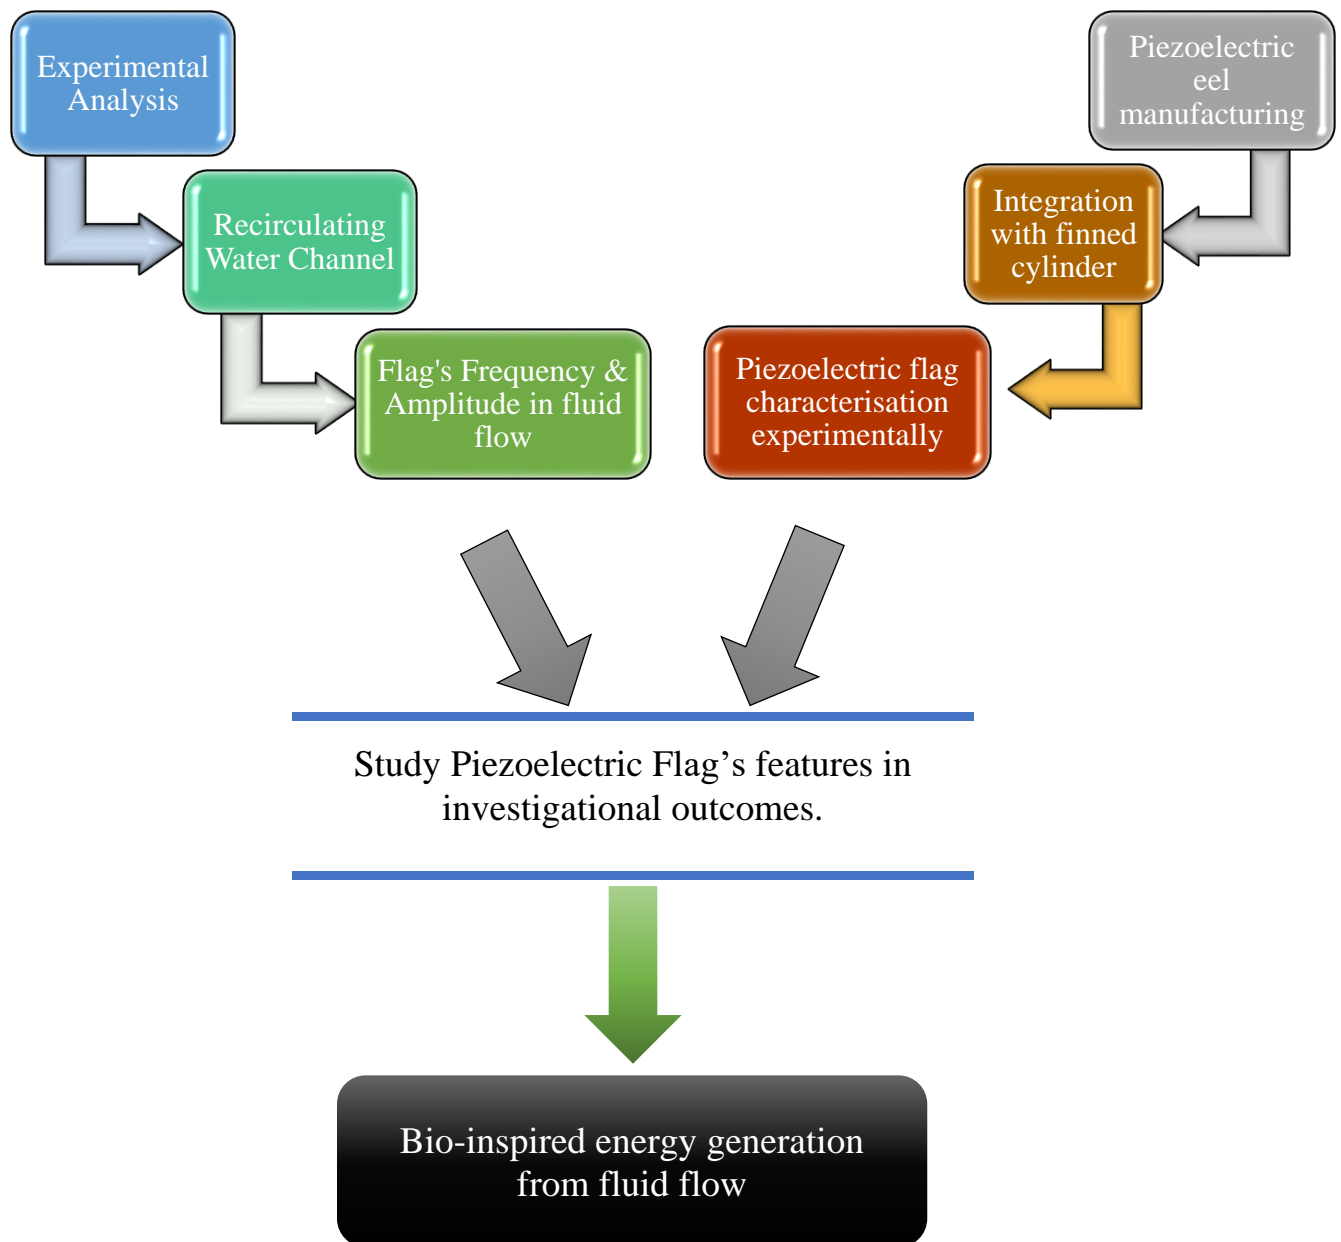 Experimental
Analysis
Piezoelectric
eel
manufacturing
Recirculating
Water Channel
Integration
with finned
cylinder
Flag's Frequency &
Amplitude in fluid
flow
Piezoelectric flag
characterisation
experimentally
Study Piezoelectric Flag’s features in
investigational outcomes.
Bio-inspired energy generation
from fluid flow